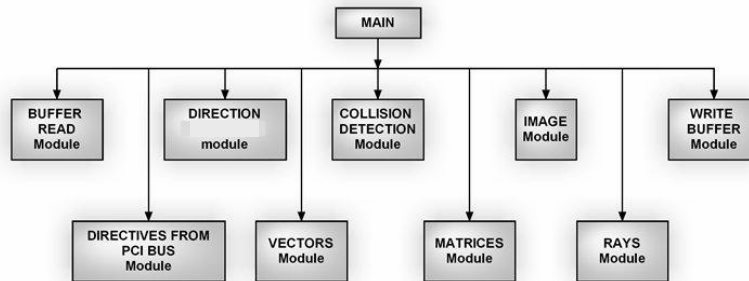 MAIN
BUFFER
READ
Module
DIRECTION
module
COLLISION
DETECTION
Module
IMAGE
Module
WRITE
BUFFER
Module
DIRECTIVES FROM
PCI BUS
Module
VECTORS
Module
MATRICES
Module
RAYS
Module